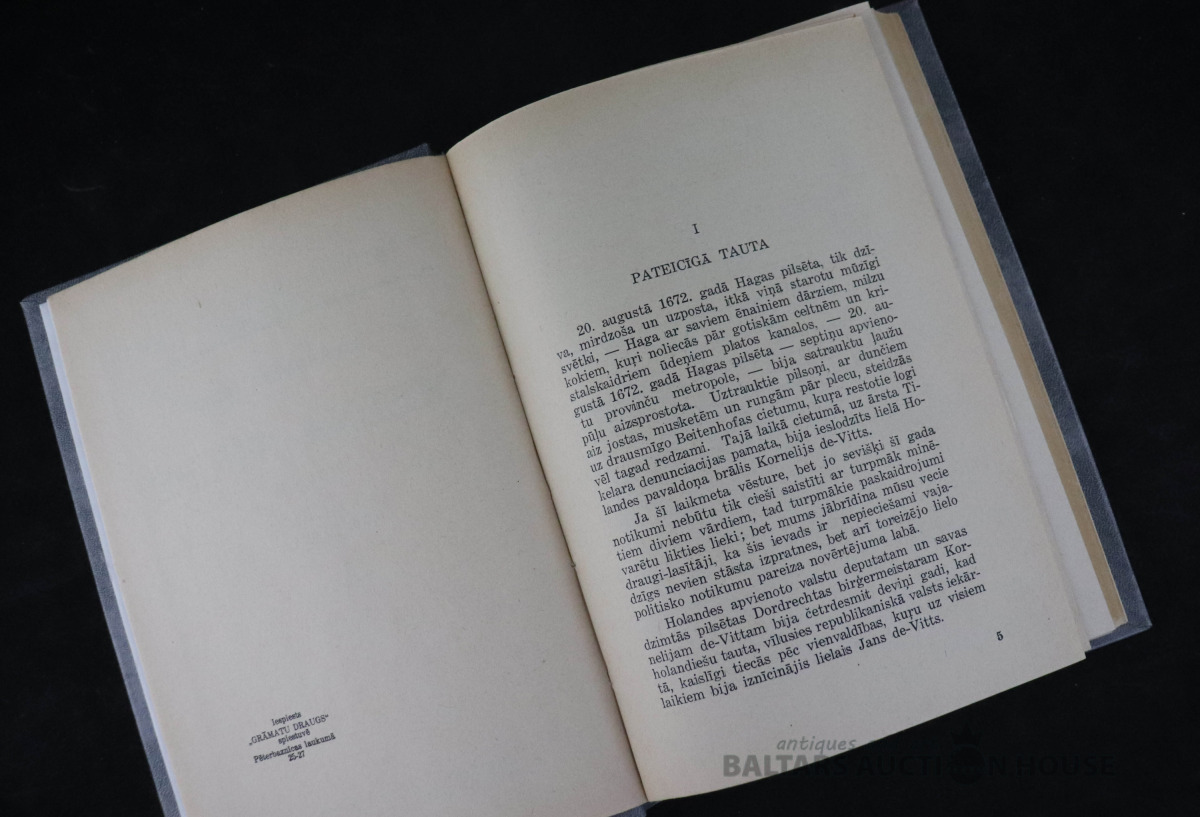 Iespiests
„GRĀMATU DRAUGS"
spiestuvē
Pēterbaznīcas laukumā
25-27
I
PATEICĪGA TAUTA
20. augustā 1672. gadā Hagas pilsēta, tik dzī-
va, mirdzoša un uzposta, itkā viņā starotu mūžīgi
svētki, — Haga ar saviem ēnainiem dārziem, milzu
kokiem, kuŗi noliecās pār gotiskām celtnēm un kri-
stalskaidriem ūdeņiem platos kanalos, — 20. au-
gustā 1672. gadā Hagas pilsēta — septiņu apvieno-
tu provinču metropole, — bija satrauktu ļaužu
pūļu aizsprostota. Uztrauktie pilsoņi, ar dunčiem
aiz jostas, musketēm un rungām pār plecu, steidzās
uz drausmīgo Beitenhofas cietumu, kuŗa restotie logi
vēl tagad redzami. Tajā laikā cietumā, uz ārsta Ti-
kelara denunciacijas pamata, bija ieslodzīts lielā Ho-
landes pavaldoņa brālis Kornelijs de-Vitts.
Ja šī laikmeta vēsture, bet jo sevišķi šī gada
notikumi nebūtu tik cieši saistīti ar turpmāk minē-
tiem diviem vārdiem, tad turpmākie paskaidrojumi
varētu likties lieki; bet mums jābrīdina mūsu vecie
draugi-lasītāji, ka šis ievads ir nepieciešami vaja-
dzīgs nevien stāsta izpratnes, bet arī toreizējo lielo
politisko notikumu pareiza novērtējuma labā.
Holandes apvienoto valstu deputatam un savas
dzimtās pilsētas Dordrechtas birģermeistaram Kor-
nelijam de-Vittam bija četrdesmit deviņi gadi, kad
holandiešu tauta, vīlusies republikaniskā valsts iekār-
tā, kaislīgi tiecās pēc vienvaldības, kuŗu uz visiem
laikiem bija iznīcinājis lielais Jans de-Vitts.
5
antiques
BALTARS AUCTION HOUSE